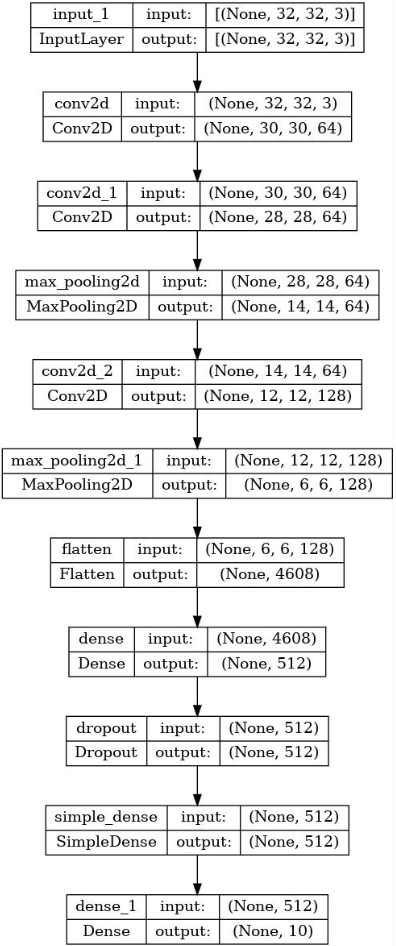 input_1 input: [(None, 32, 32, 3)]
InputLayer output: [(None, 32, 32, 3)]
conv2d input: (None, 32, 32, 3)
Conv2D output: (None, 30, 30, 64)
conv2d_1 input: (None, 30, 30, 64)
Conv2D output: (None, 28, 28, 64)
max_pooling2d input: (None, 28, 28, 64)
MaxPooling2D output: (None, 14, 14, 64)
conv2d_2 input: (None, 14, 14, 64)
Conv2D output: (None, 12, 12, 128)
max_pooling2d_1 input: (None, 12, 12, 128)
MaxPooling2D output: (None, 6, 6, 128)
flatten input: (None, 6, 6, 128)
Flatten output: (None, 4608)
dense input: (None, 4608)
Dense output: (None, 512)
dropout input: (None, 512)
Dropout output: (None, 512)
simple_dense input: (None, 512)
SimpleDense output: (None, 512)
dense_1 input: (None, 512)
Dense output: (None, 10)